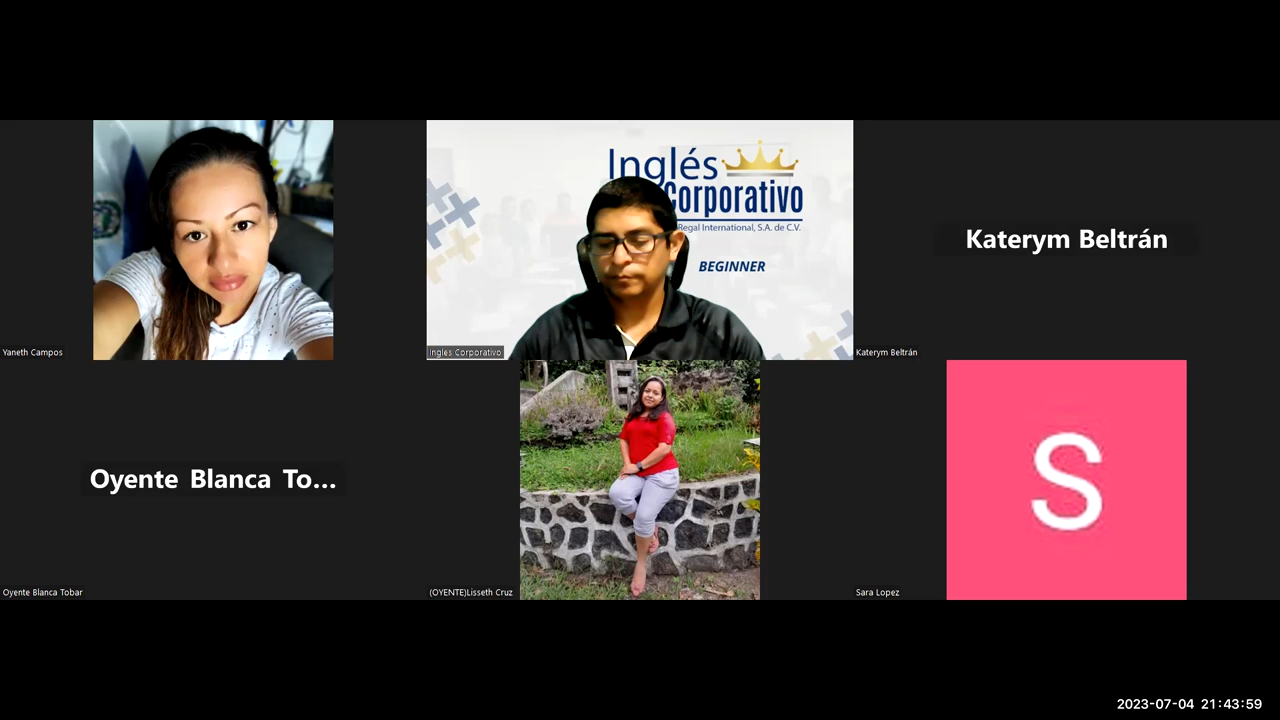 Inglés
Corporativo
Regal International, S.A. de C.V.
BEGINNER
Katerym Beltrán
Yaneth Campos
Inglés Corporativo
Katerym Beltrán
Oyente Blanca To...
S
Oyente Blanca Tobar
(OYENTE)Lisseth Cruz
Sara Lopez
2023-07-04 21:43:59